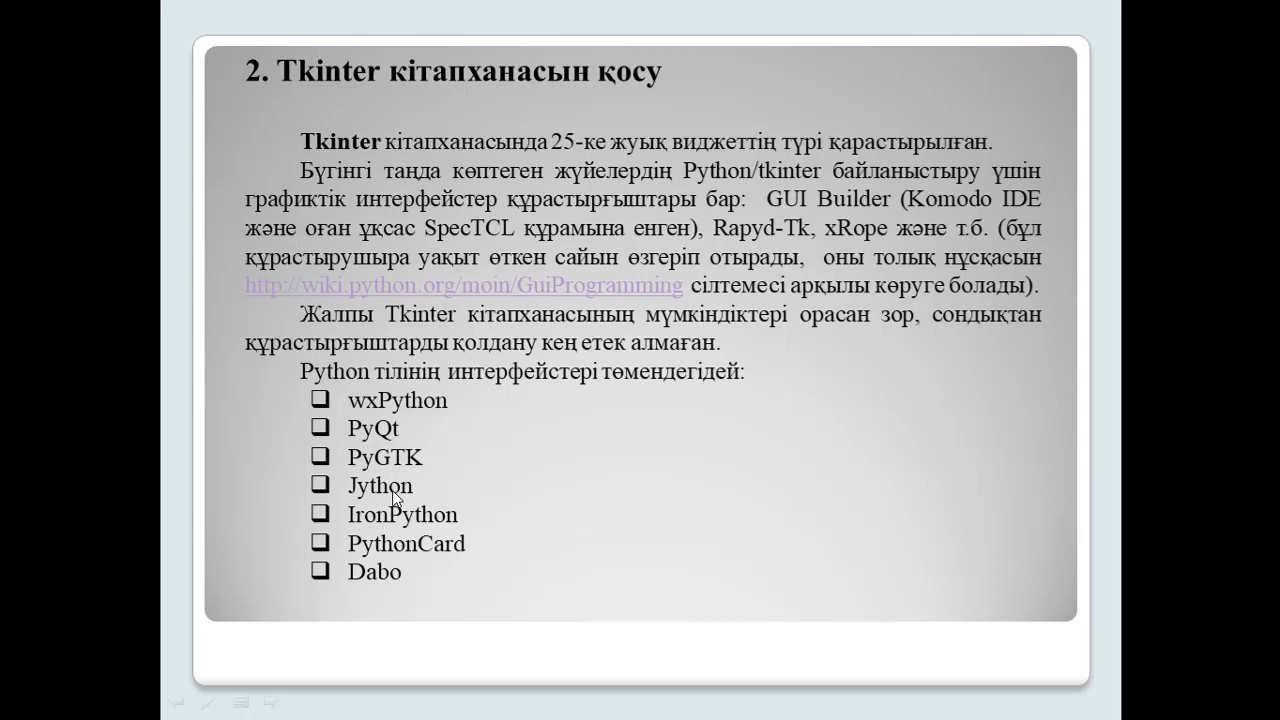 2. Tkinter кітапханасын қосу
Tkinter кітапханасында 25-ке жуық виджеттің түрі қарастырылған.
Бүгінгі таңда көптеген жүйелердің Python/tkinter байланыстыру үшін
графиктік интерфейстер құрастырғыштары бар: GUI Builder (Komodo IDE
және оған ұқсас SpecTCL құрамына енген), Rapyd-Tk, xRope және т.б. (бұл
құрастырушыра уақыт өткен сайын өзгеріп отырады, оны толық нұсқасын
http://wiki.python.org/moin/GuiProgramming сілтемесі арқылы көруге болады).
Жалпы Tkinter кітапханасының мүмкіндіктері орасан зор, сондықтан
құрастырғыштарды қолдану кең етек алмаған.
Python тілінің интерфейстері төмендегідей:
❑ wxPython
❑ PyQt
❑ PyGTK
❑ Jython
❑ IronPython
❑ PythonCard
❑ Dabo